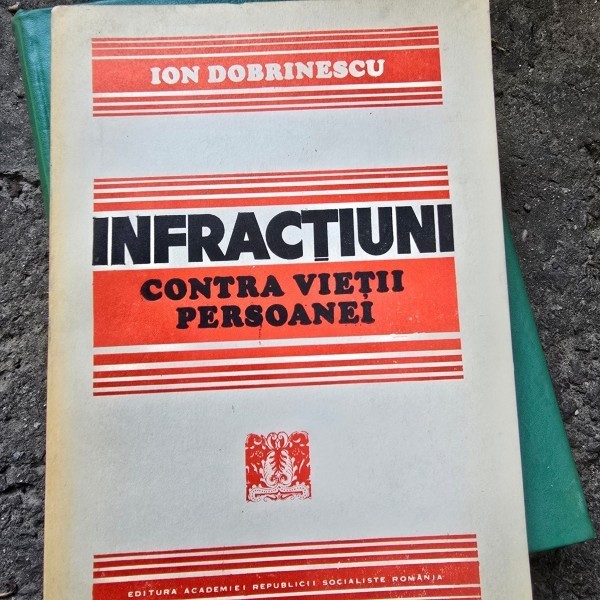 ION DOBRINESCU
INFRACȚIUNI
CONTRA VIEȚII
PERSOANEI
EDITURA ACADEMIEI REPUBLICII SOCIALISTE ROMÂNIA